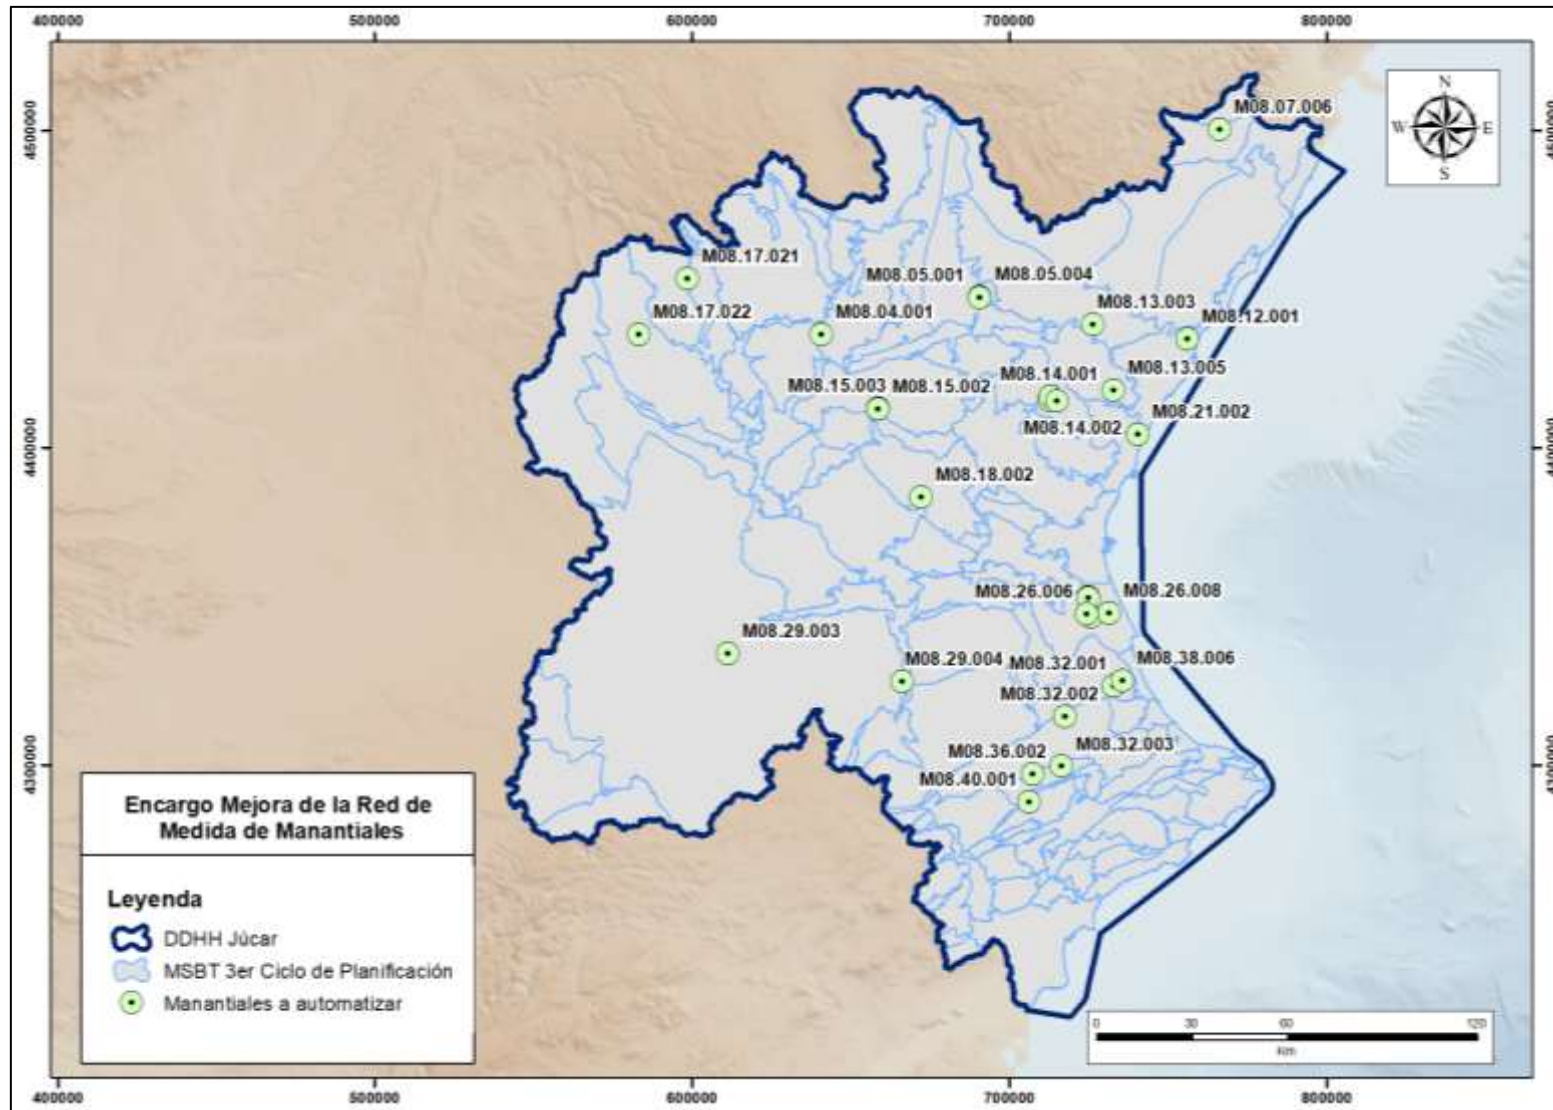 400000 500000 600000 700000 800000
N
W E
S
4500000 4500000
M08.07.006
M08.17.021
M08.05.001 M08.05.004
M08.17.022
M08.04.001
M08.13.003
M08.12.001
M08.15.003 M08.15.002
M08.14.001
M08.13.005
M08.14.002
M08.21.002
4400000 4400000
M08.18.002
M08.26.006
M08.26.008
M08.29.003
M08.29.004
M08.32.001
M08.38.006
M08.32.002
M08.36.002
M08.32.003
M08.40.001
4300000 4300000
Encargo Mejora de la Red de
Medida de Manantiales
Leyenda
DDHH Júcar
MSBT 3er Ciclo de Planificación
Manantiales a automatizar
0 30 60 120
Km
400000 500000 600000 700000 800000